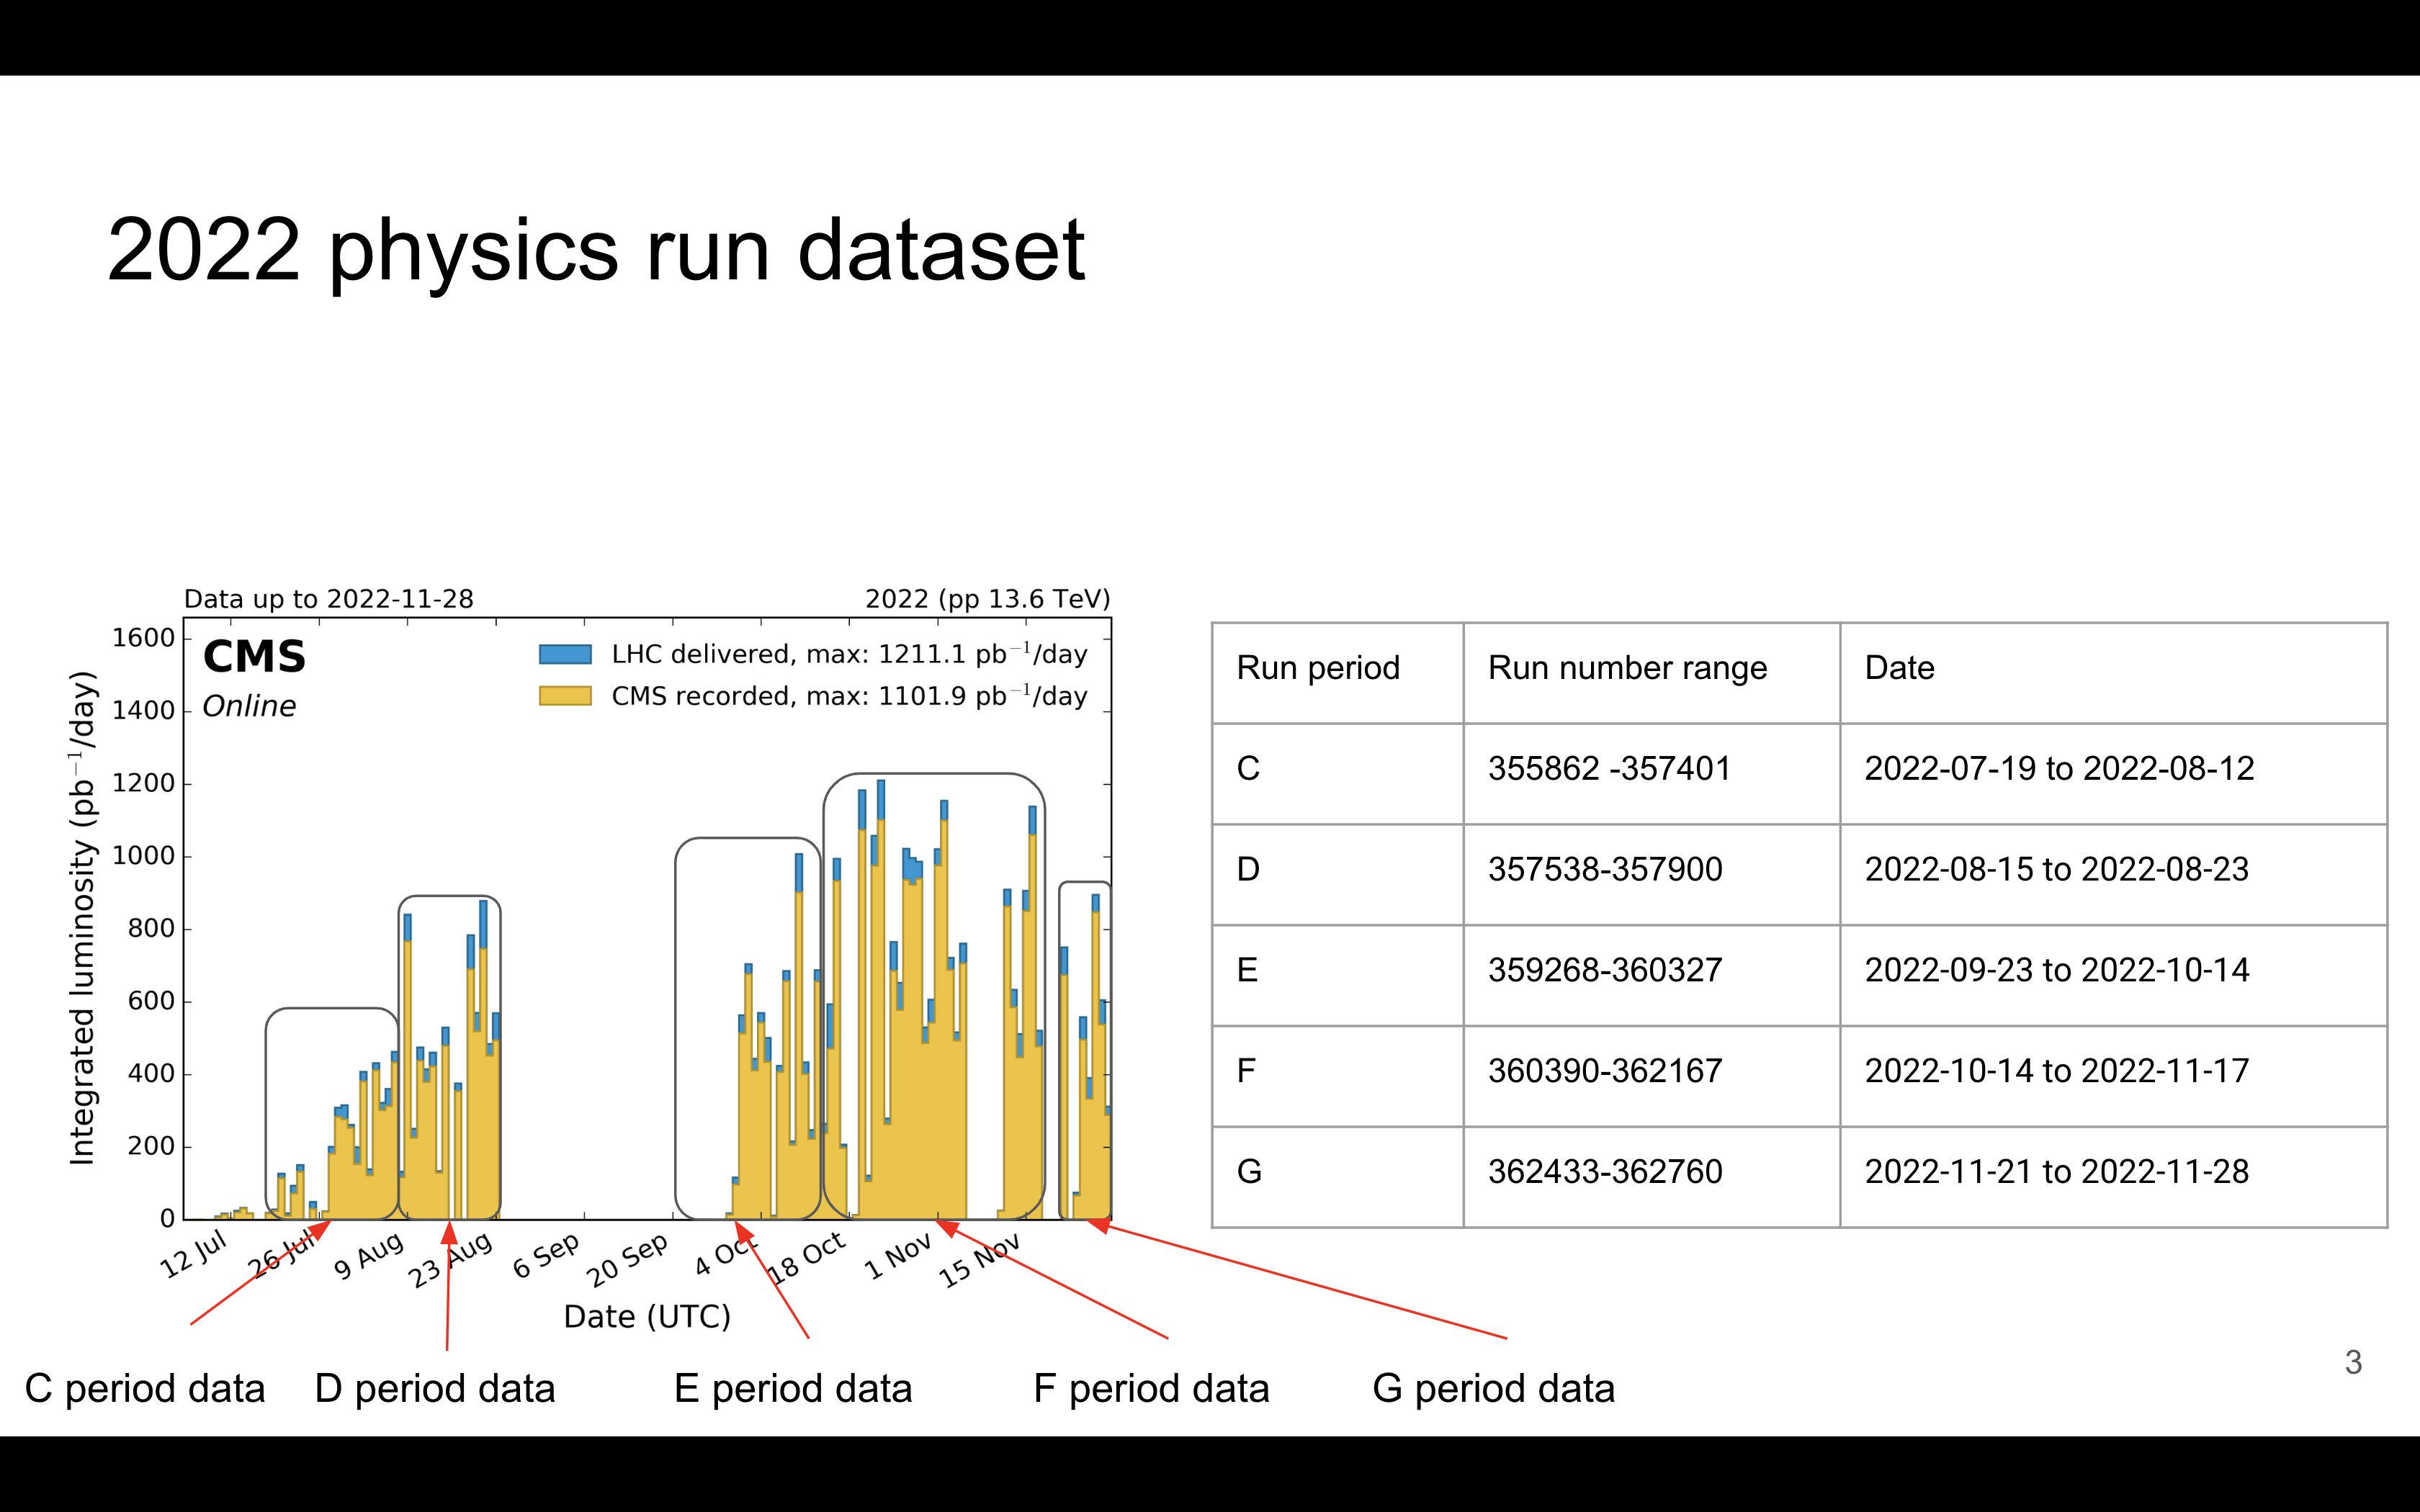 2022 physics run dataset
Data up to 2022-11-28
2022 (pp 13.6 TeV)
CMS
Online
LHC delivered, max: 1211.1 pb⁻¹/day
CMS recorded, max: 1101.9 pb⁻¹/day
Integrated luminosity (pb⁻¹/day)
1600
1400
1200
1000
800
600
400
200
0
12 Jul
26 Jul
9 Aug
23 Aug
6 Sep
20 Sep
4 Oct
18 Oct
1 Nov
15 Nov
Date (UTC)
C period data
D period data
E period data
F period data
G period data
Run period Run number range Date
C 355862 -357401 2022-07-19 to 2022-08-12
D 357538-357900 2022-08-15 to 2022-08-23
E 359268-360327 2022-09-23 to 2022-10-14
F 360390-362167 2022-10-14 to 2022-11-17
G 362433-362760 2022-11-21 to 2022-11-28
3